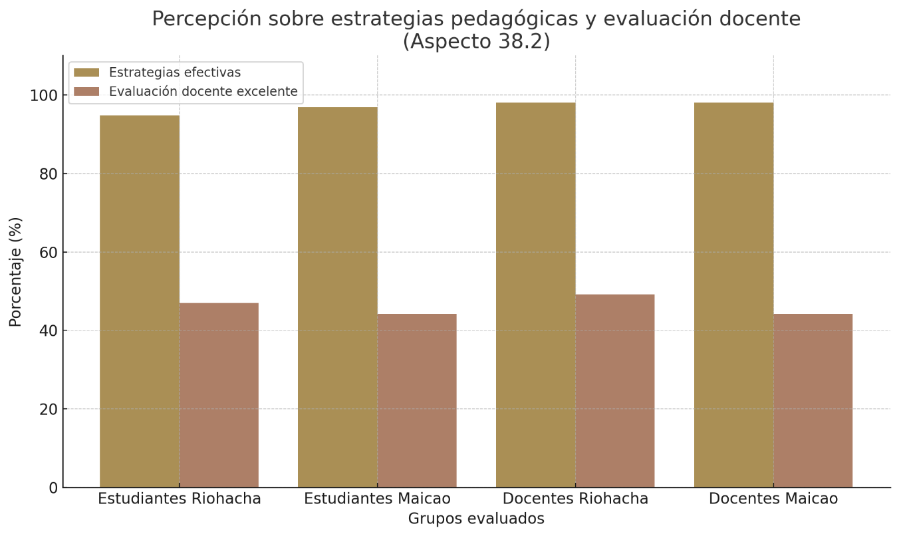 Percepción sobre estrategias pedagógicas y evaluación docente
(Aspecto 38.2)
Estrategias efectivas
Evaluación docente excelente
Porcentaje (%)
100
80
60
40
20
0
Estudiantes Riohacha
Estudiantes Maicao
Docentes Riohacha
Docentes Maicao
Grupos evaluados